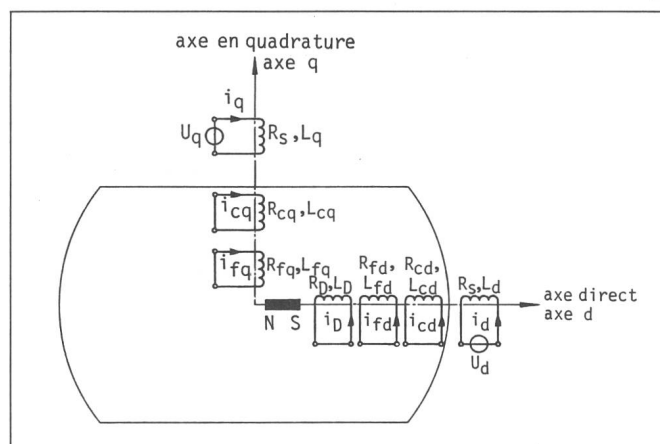 axe en quadrature
axe q
i_q
U_q
R_S, L_q
i_cq
R_cq, L_cq
i_fq
R_fq, L_fq
R_D, L_D
R_fd,
L_fd
R_cd,
L_cd
R_S, L_d
N S
i_D
i_fd
i_cd
i_d
U_d
axe direct
axe d